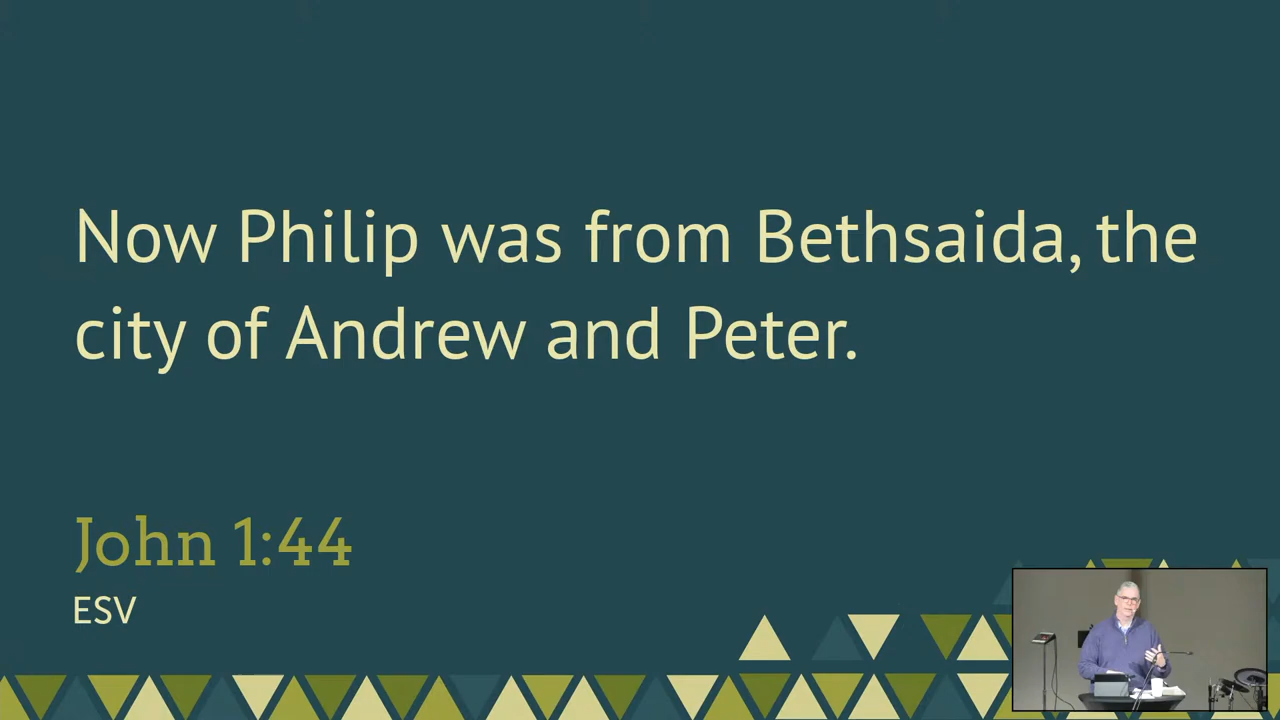 Now Philip was from Bethsaida, the
city of Andrew and Peter.
John 1:44
ESV